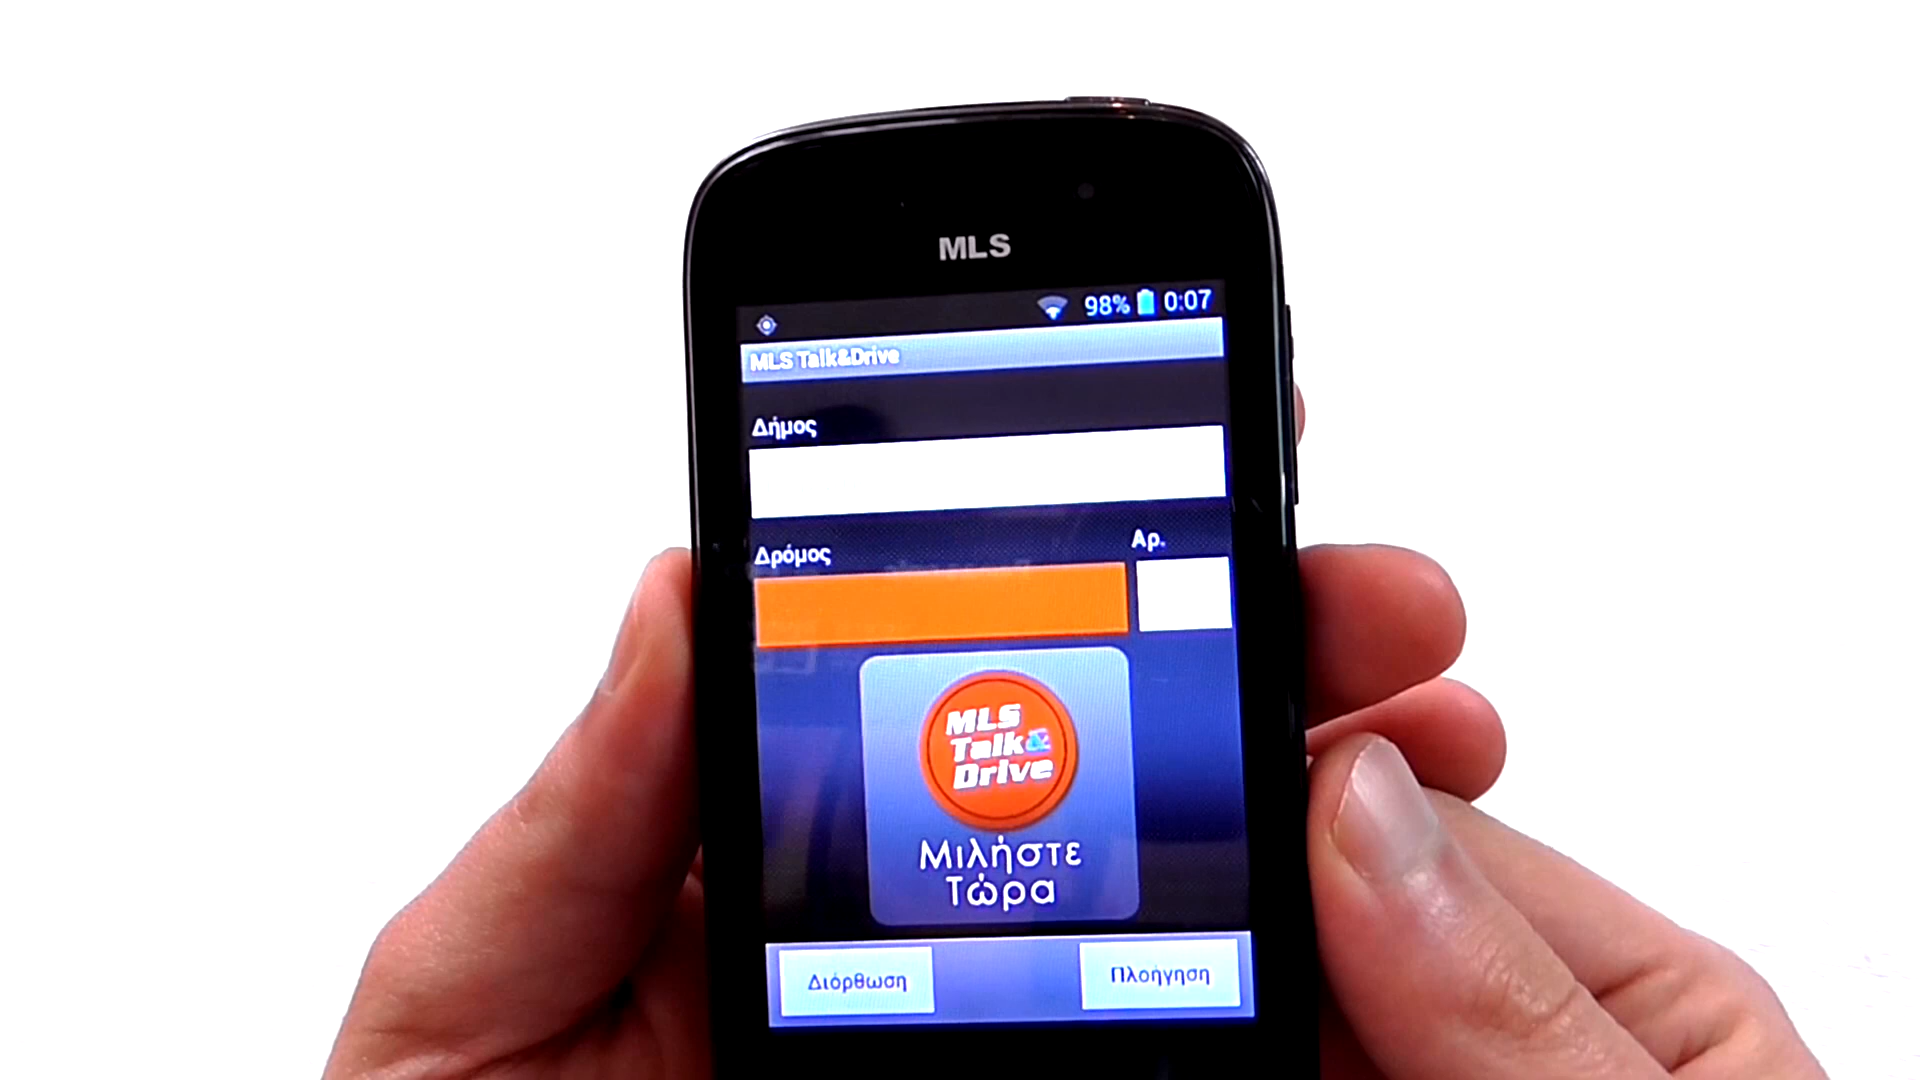 MLS
98% 0:07
MLS Talk&Drive
Δήμος
Δρόμος Αρ.
MLS
Talk&
Drive
Μιλήστε
Τώρα
Διόρθωση Πλοήγηση